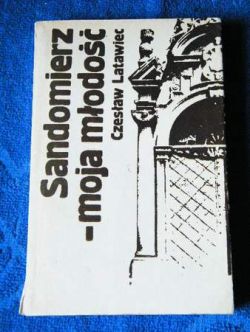 Sandomierz
- moja młodość
Czesław Latawiec